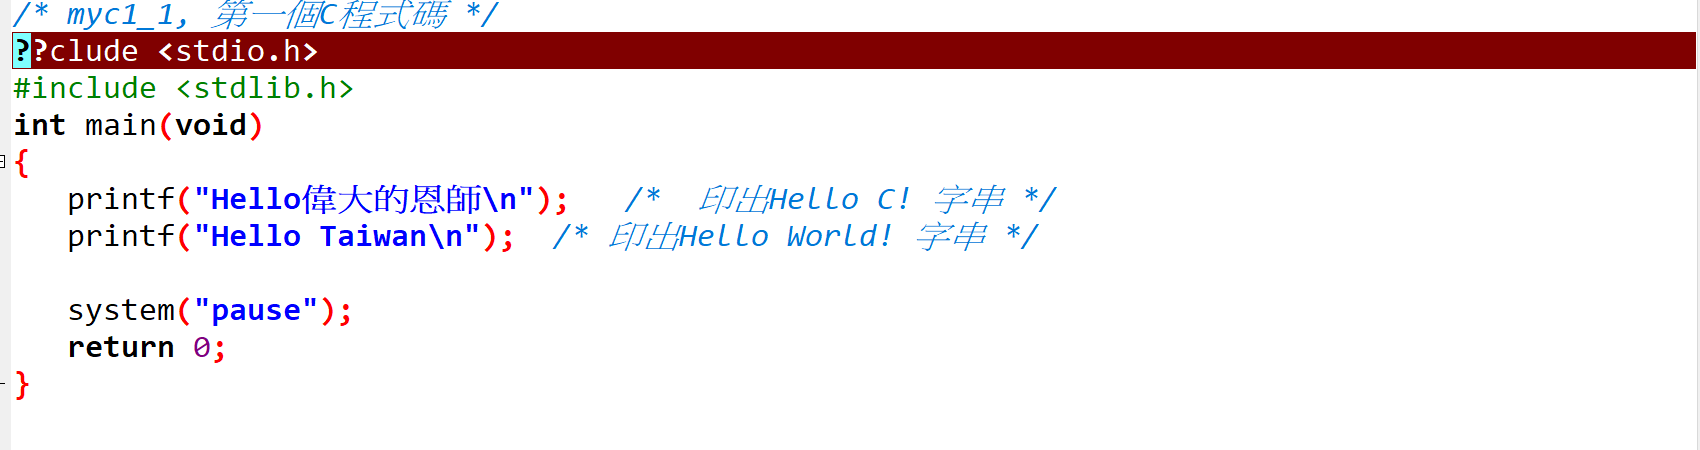 /* myc1_1, 第一個C程式碼 */
??clude <stdio.h>
#include <stdlib.h>
int main(void)
{
   printf("Hello偉大的恩師\n");   /*  印出Hello C! 字串 */
   printf("Hello Taiwan\n");  /* 印出Hello World! 字串 */
   system("pause");
   return 0;
}